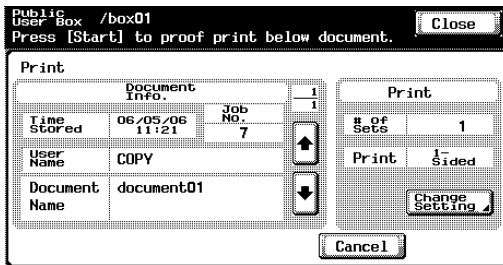 Public
User Box /box01
Close
Press [Start] to proof print below document.
Print
Document
Info.
1
1
Time
Stored
06/05/06
11:21
Job
No.
7
User
Name
COPY
Document
Name
document01
Print
# Of
Sets
1
Print
1-
Sided
Change
Setting
Cancel